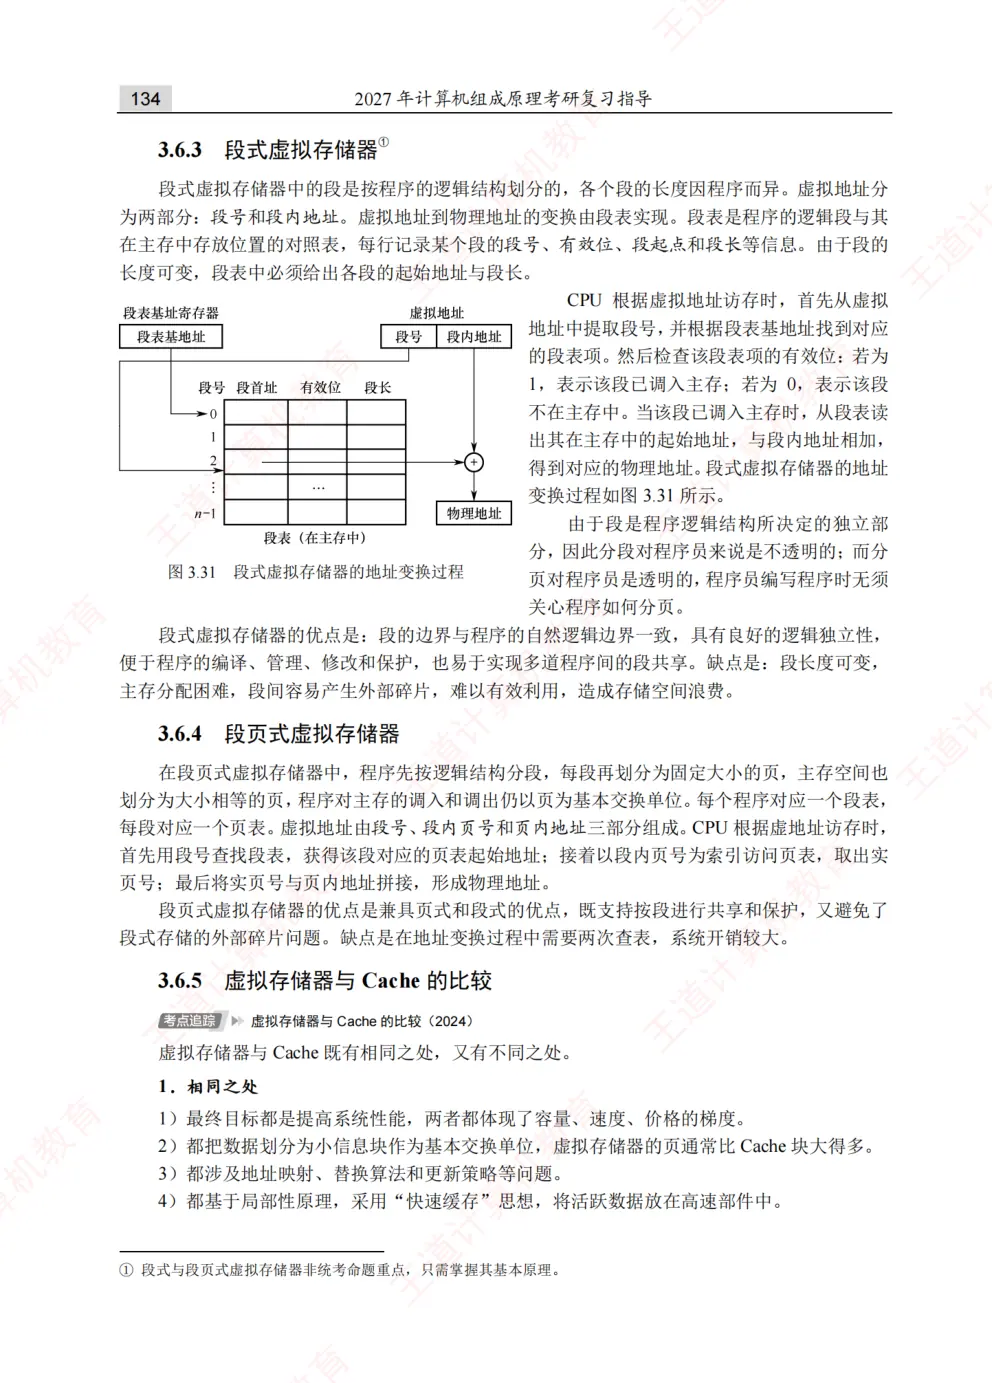 134
2027 年计算机组成原理考研复习指导
3.6.3 段式虚拟存储器①
段式虚拟存储器中的段是按程序的逻辑结构划分的，各个段的长度因程序而异。虚拟地址分
为两部分：段号和段内地址。虚拟地址到物理地址的变换由段表实现。段表是程序的逻辑段与其
在主存中存放位置的对照表，每行记录某个段的段号、有效位、段起点和段长等信息。由于段的
长度可变，段表中必须给出各段的起始地址与段长。
段表基址寄存器
虚拟地址
段表基地址
段号 段内地址
段号 段首址 有效位 段长
0
1
2
⋮ …
n−1
+
物理地址
段表（在主存中）
图 3.31 段式虚拟存储器的地址变换过程
CPU 根据虚拟地址访存时，首先从虚拟
地址中提取段号，并根据段表基地址找到对应
的段表项。然后检查该段表项的有效位：若为
1，表示该段已调入主存；若为 0，表示该段
不在主存中。当该段已调入主存时，从段表读
出其在主存中的起始地址，与段内地址相加，
得到对应的物理地址。段式虚拟存储器的地址
变换过程如图 3.31 所示。
由于段是程序逻辑结构所决定的独立部
分，因此分段对程序员来说是不透明的；而分
页对程序员是透明的，程序员编写程序时无须
关心程序如何分页。
段式虚拟存储器的优点是：段的边界与程序的自然逻辑边界一致，具有良好的逻辑独立性，
便于程序的编译、管理、修改和保护，也易于实现多道程序间的段共享。缺点是：段长度可变，
主存分配困难，段间容易产生外部碎片，难以有效利用，造成存储空间浪费。
3.6.4 段页式虚拟存储器
在段页式虚拟存储器中，程序先按逻辑结构分段，每段再划分为固定大小的页，主存空间也
划分为大小相等的页，程序对主存的调入和调出仍以页为基本交换单位。每个程序对应一个段表，
每段对应一个页表。虚拟地址由段号、段内页号和页内地址三部分组成。CPU 根据虚地址访存时，
首先用段号查找段表，获得该段对应的页表起始地址；接着以段内页号为索引访问页表，取出实
页号；最后将实页号与页内地址拼接，形成物理地址。
段页式虚拟存储器的优点是兼具页式和段式的优点，既支持按段进行共享和保护，又避免了
段式存储的外部碎片问题。缺点是在地址变换过程中需要两次查表，系统开销较大。
3.6.5 虚拟存储器与 Cache 的比较
考点追踪 虚拟存储器与 Cache 的比较（2024）
虚拟存储器与 Cache 既有相同之处，又有不同之处。
1．相同之处
1）最终目标都是提高系统性能，两者都体现了容量、速度、价格的梯度。
2）都把数据划分为小信息块作为基本交换单位，虚拟存储器的页通常比 Cache 块大得多。
3）都涉及地址映射、替换算法和更新策略等问题。
4）都基于局部性原理，采用“快速缓存”思想，将活跃数据放在高速部件中。
① 段式与段页式虚拟存储器非统考命题重点，只需掌握其基本原理。
王道计算机教育